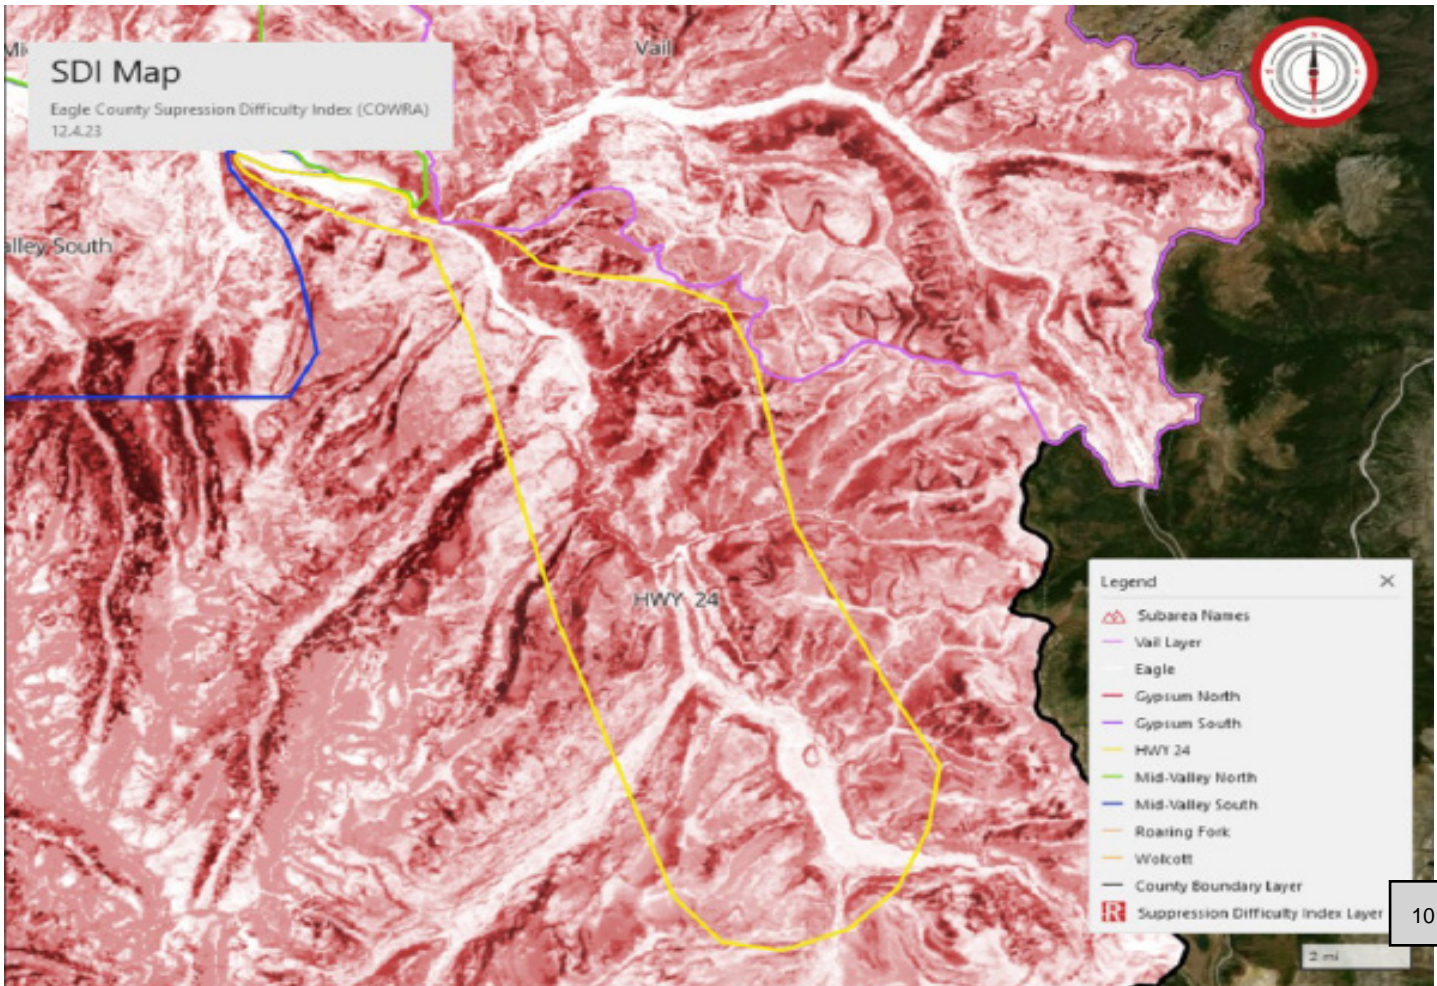 Mi
Vail
SDI Map
Eagle County Supression Difficulty Index (COWRA)
12.4.23
alley South
HWY 24
Legend
Subarea Names
Vail Layer
Eagle
Gypsum North
Gypsum South
HWY 24
Mid-Valley North
Mid-Valley South
Roaring Fork
Wolcott
County Boundary Layer
Suppression Difficulty Index Layer
10
2 mi